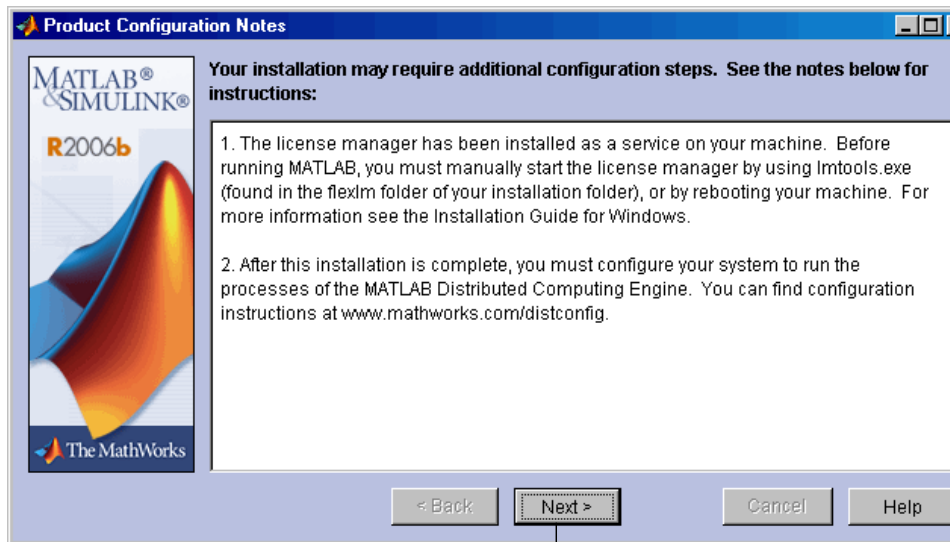 Product Configuration Notes
MATLAB®
&SIMULINK®
R2006b
The MathWorks
Your installation may require additional configuration steps. See the notes below for
instructions:
1. The license manager has been installed as a service on your machine. Before
running MATLAB, you must manually start the license manager by using lmtools.exe
(found in the flexlm folder of your installation folder), or by rebooting your machine. For
more information see the Installation Guide for Windows.
2. After this installation is complete, you must configure your system to run the
processes of the MATLAB Distributed Computing Engine. You can find configuration
instructions at www.mathworks.com/distconfig.
< Back
Next >
Cancel
Help